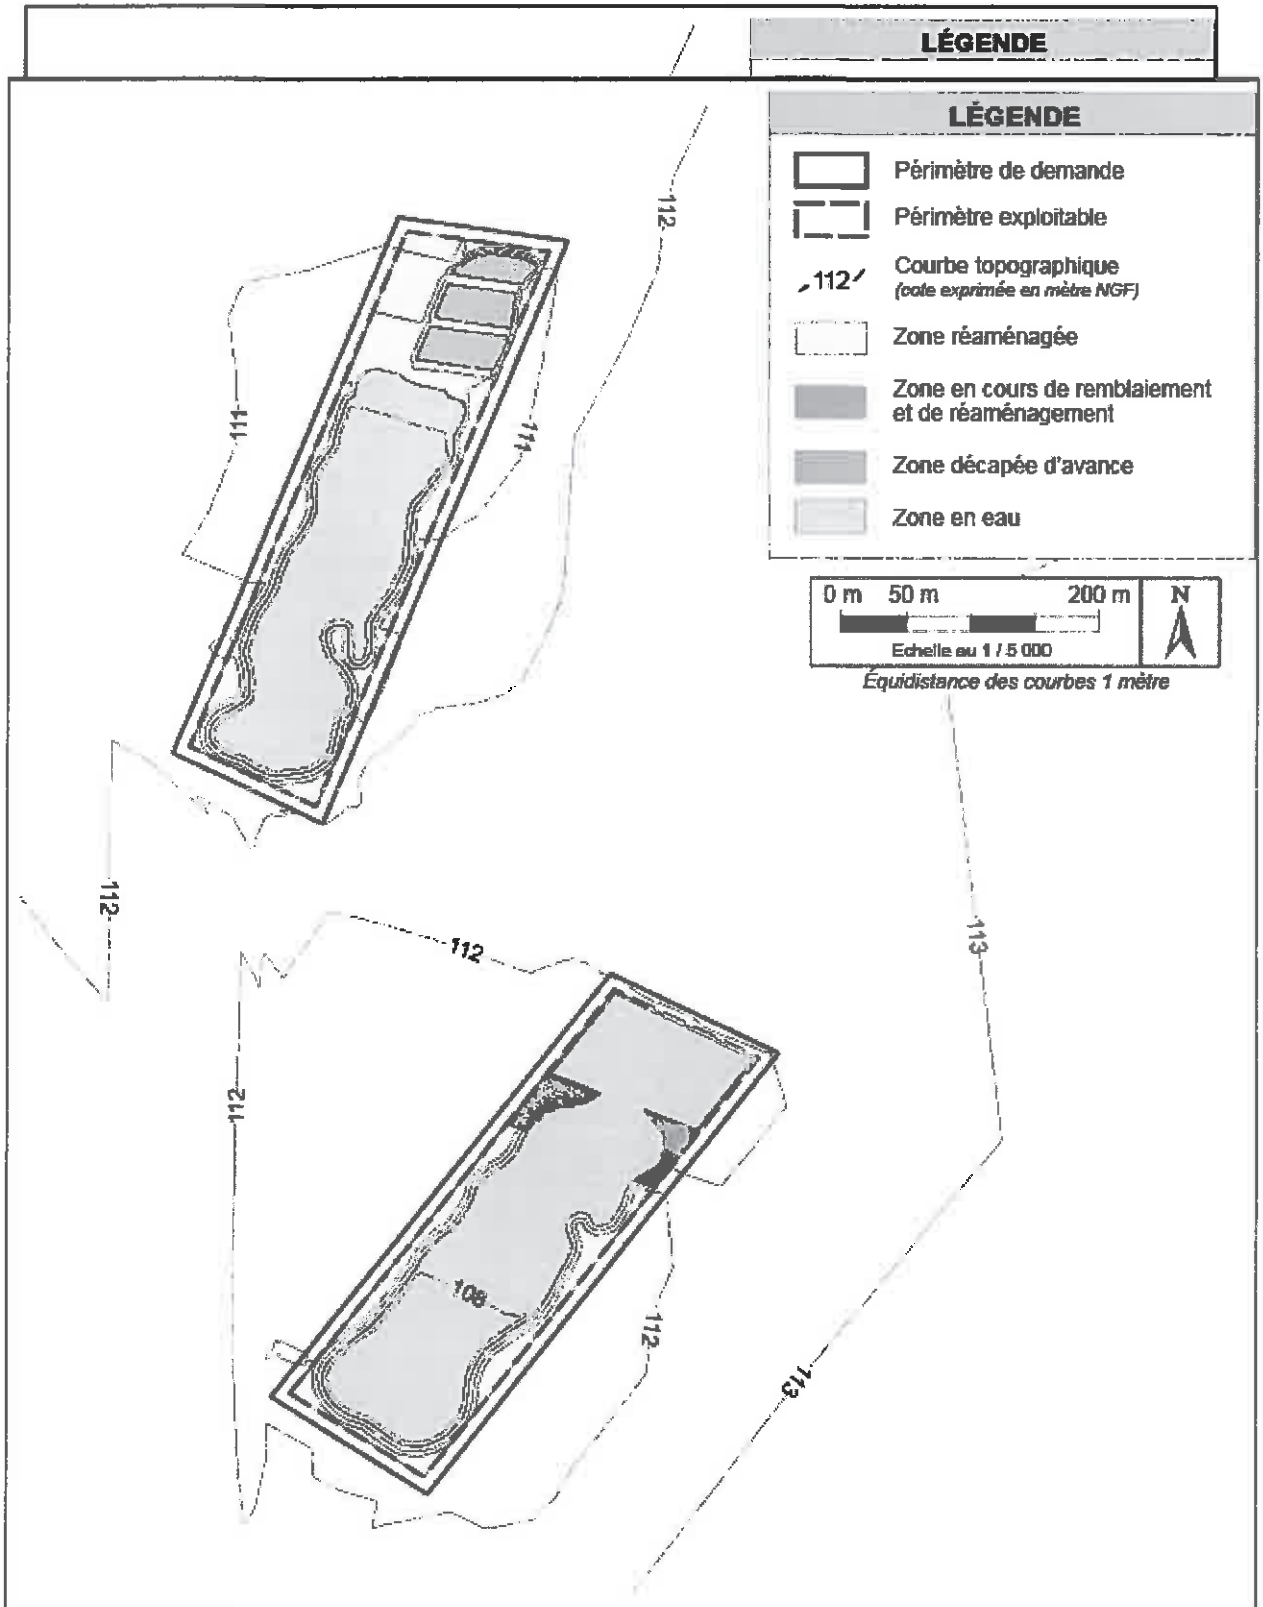 LÉGENDE
LÉGENDE
Périmètre de demande
Périmètre exploitable
112
Courbe topographique
(cote exprimée en mètre NGF)
Zone réaménagée
Zone en cours de remblaiement
et de réaménagement
Zone décapée d'avance
Zone en eau
0 m 50 m 200 m N
Echelle au 1 / 5 000
Équidistance des courbes 1 mètre
112
111
111
112
112
113
112
108
112
113